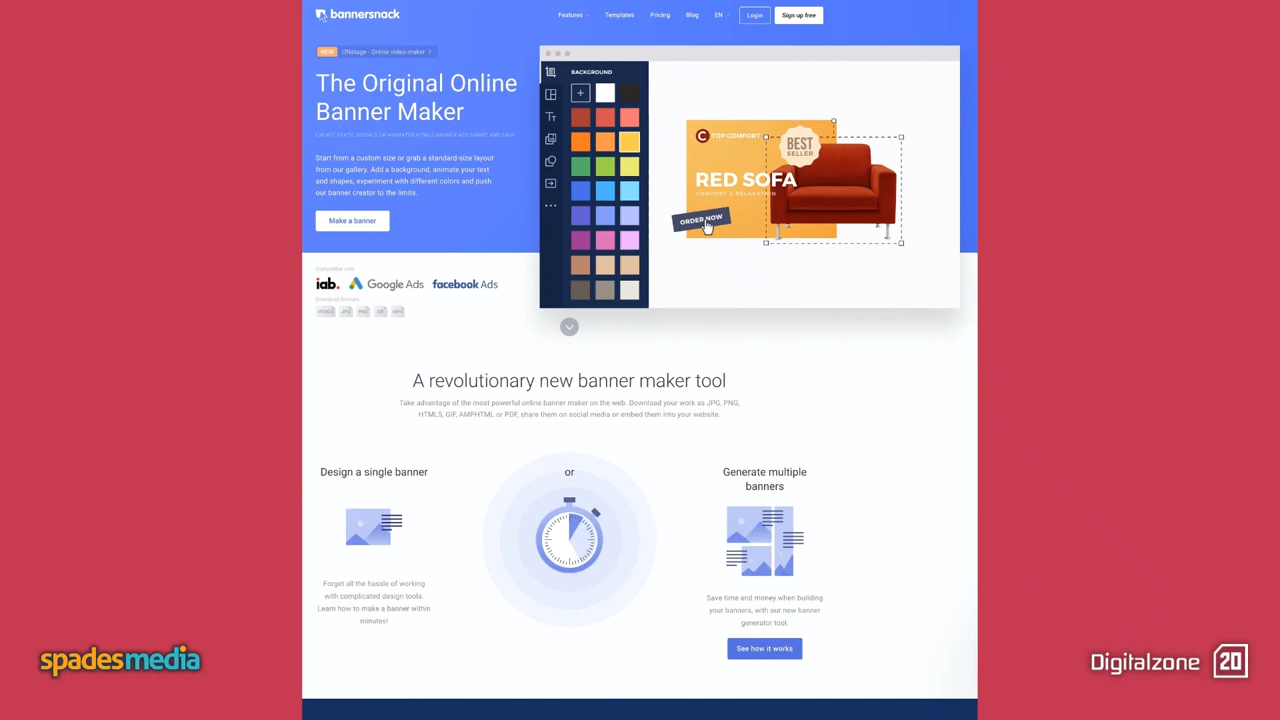 bannersnack
Features
Templates
Pricing
Blog
EN
Login
Sign up free
NEW
ONstage - Online video maker >
The Original Online
Banner Maker
CREATE STATIC VISUALS OR ANIMATED HTML5 BANNER ADS, SMART AND EASY
Start from a custom size or grab a standard-size layout
from our gallery. Add a background, animate your text
and shapes, experiment with different colors and push
our banner creator to the limits.
Make a banner
BACKGROUND
C TOP COMFORT
BEST
SELLER
RED SOFA
COMFORT & RELAXATION
ORDER NOW
Compatible with
iab.
Google Ads
facebook Ads
Download formats
HTML5
JPG
PNG
GIF
MP4
A revolutionary new banner maker tool
Take advantage of the most powerful online banner maker on the web. Download your work as JPG, PNG,
HTML5, GIF, AMPHTML or PDF, share them on social media or embed them into your website.
Design a single banner
or
Generate multiple
banners
Forget all the hassle of working
with complicated design tools.
Learn how to make a banner within
minutes!
Save time and money when building
your banners, with our new banner
generator tool.
See how it works
spadesmedia
Digitalzone 20